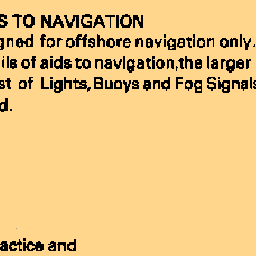 S TO NAVIGATION
gned for offshore navigation only.
ils of aids to navigation,the larger
st of Lights,Buoys and Fog Signals
d.
actice and